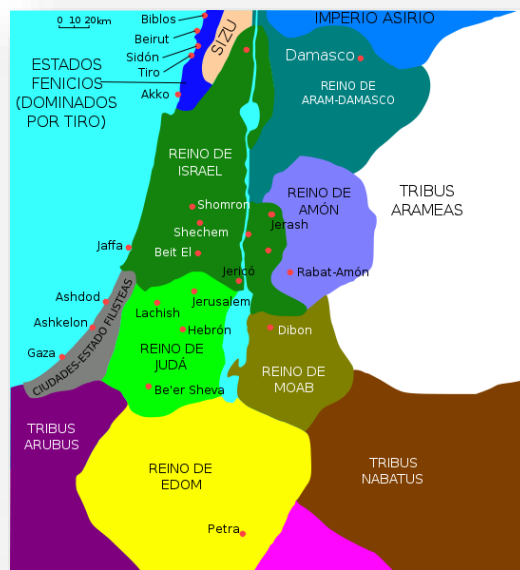 0 10 20km
Biblos
Beirut
Sidón
Tiro
Akko
SIZU
IMPERIO ASIRIO
Damasco
ESTADOS
FENICIOS
(DOMINADOS
POR TIRO)
REINO DE
ARAM-DAMASCO
REINO DE
ISRAEL
REINO DE
AMÓN
TRIBUS
ARAMEAS
Shomron
Shechem
Beit El
Jerash
Jaffa
Jericó
Rabat-Amón
Ashdod
Ashkelon
Gaza
CIUDADES-ESTADO FILISTEAS
Jerusalem
Lachish
Hebrón
REINO DE
JUDÁ
Be'er Sheva
Dibon
REINO DE
MOAB
TRIBUS
ARUBUS
REINO DE
EDOM
TRIBUS
NABATUS
Petra